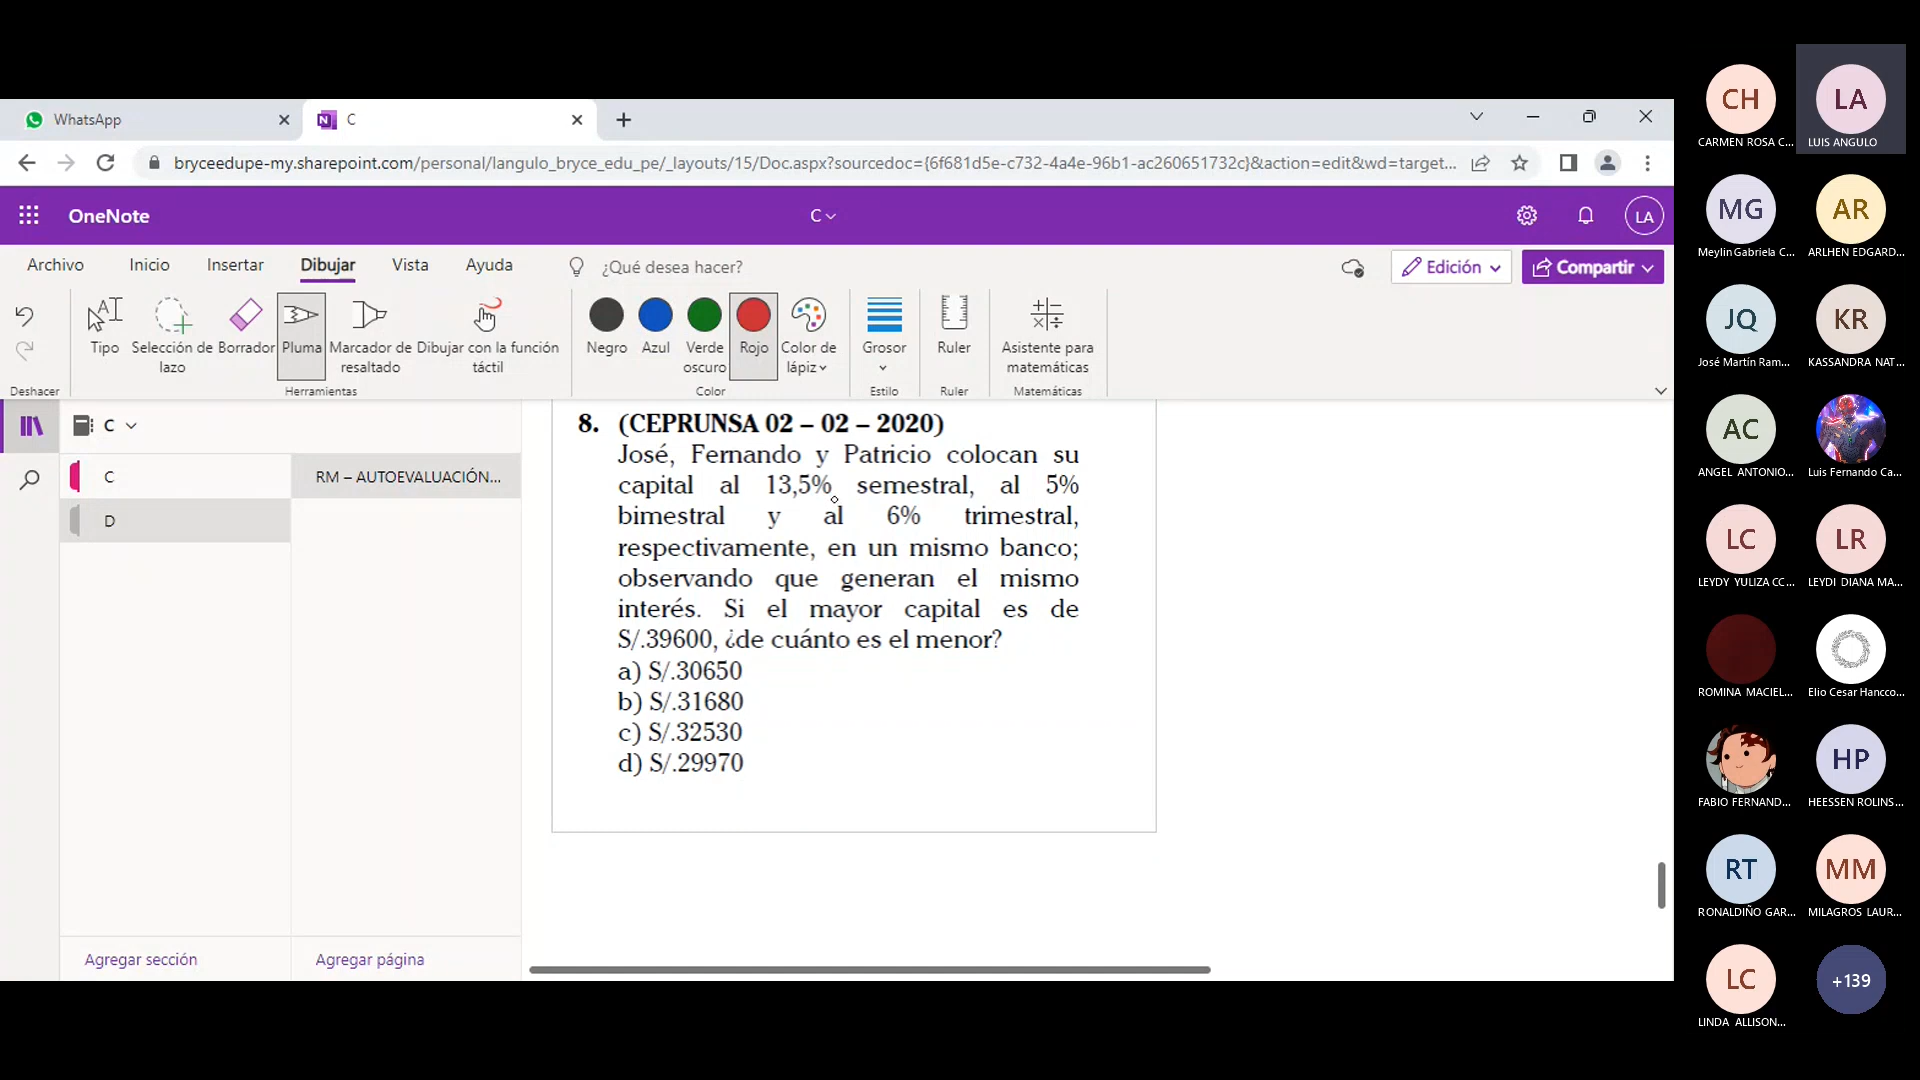 WhatsApp
C
bryceedupe-my.sharepoint.com/personal/langulo_bryce_edu_pe/_layouts/15/Doc.aspx?sourcedoc={6f681d5e-c732-4a4e-96b1-ac260651732c}&action=edit&wd=target...
OneNote
C
LA
Archivo
Inicio
Insertar
Dibujar
Vista
Ayuda
¿Qué desea hacer?
Edición
Compartir
Tipo
Selección de lazo
Borrador
Pluma
Marcador de resaltado
Dibujar con la función táctil
Negro
Azul
Verde oscuro
Rojo
Color de lápiz
Grosor
Ruler
Asistente para matemáticas
Deshacer
Herramientas
Color
Estilo
Ruler
Matemáticas
C
C
D
RM – AUTOEVALUACIÓN...
Agregar sección
Agregar página
8. (CEPRUNSA 02 – 02 – 2020)
José, Fernando y Patricio colocan su
capital al 13,5% semestral, al 5%
bimestral y al 6% trimestral,
respectivamente, en un mismo banco;
observando que generan el mismo
interés. Si el mayor capital es de
S/.39600, ¿de cuánto es el menor?
a) S/.30650
b) S/.31680
c) S/.32530
d) S/.29970
CH
CARMEN ROSA C...
LA
LUIS ANGULO
MG
Meylin Gabriela C...
AR
ARLHEN EDGARD...
JQ
José Martín Ram...
KR
KASSANDRA NAT...
AC
ANGEL ANTONIO...
Luis Fernando Ca...
LC
LEYDY YULIZA CC...
LR
LEYDI DIANA MA...
ROMINA MACIEL...
Elio Cesar Hancco...
FABIO FERNAND...
HP
HEESSEN ROLINS...
RT
RONALDIÑO GAR...
MM
MILAGROS LAUR...
LC
LINDA ALLISON...
+139